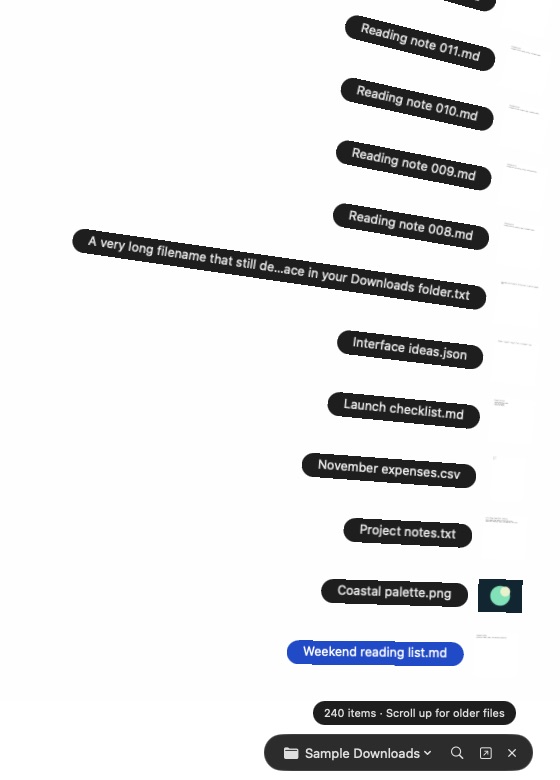 Reading note 011.md
Reading note 010.md
Reading note 009.md
Reading note 008.md
A very long filename that still de...ace in your Downloads folder.txt
Interface ideas.json
Launch checklist.md
November expenses.csv
Project notes.txt
Coastal palette.png
Weekend reading list.md
240 items · Scroll up for older files
Sample Downloads